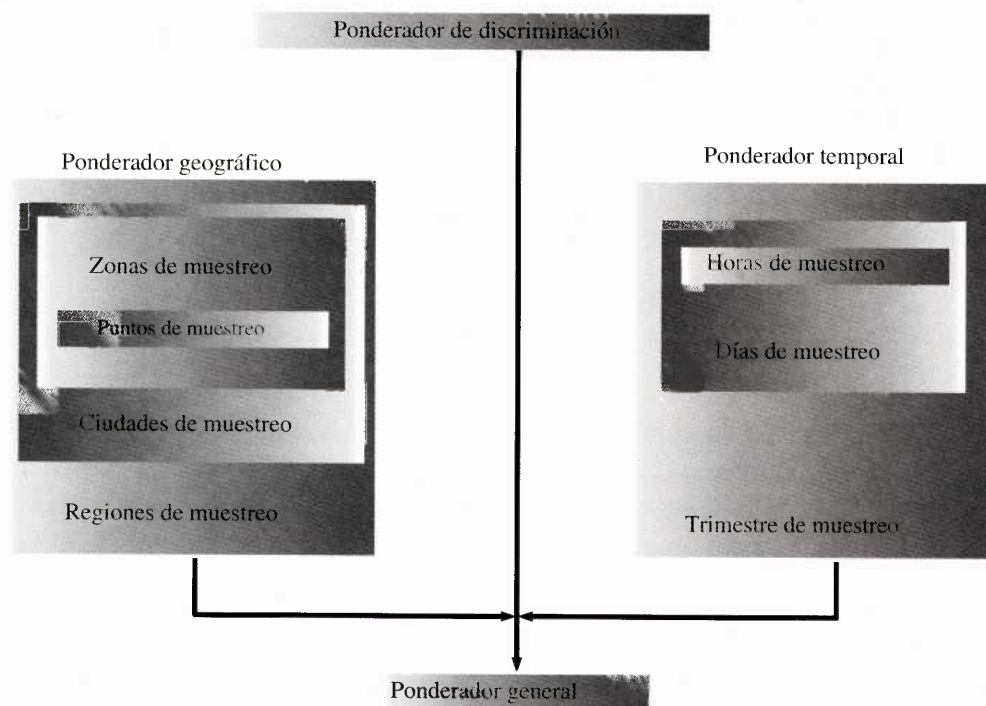 Ponderador de discriminación
Ponderador geográfico
Zonas de muestreo
Puntos de muestreo
Ciudades de muestreo
Regiones de muestreo
Ponderador temporal
Horas de muestreo
Días de muestreo
Trimestre de muestreo
Ponderador general